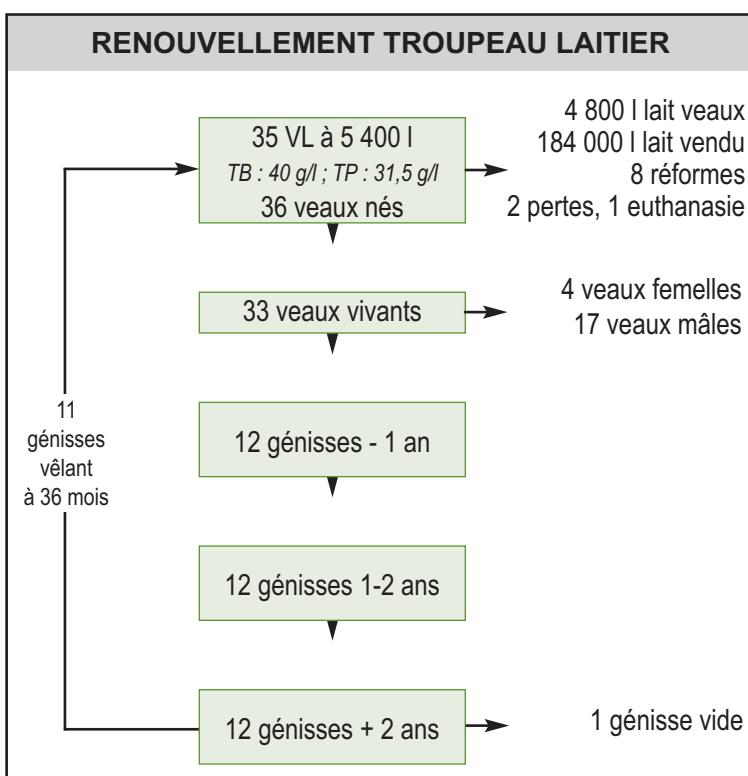 RENOUVELLEMENT TROUPEAU LAITIER
35 VL à 5 400 l
TB : 40 g/l ; TP : 31,5 g/l
36 veaux nés
4 800 l lait veaux
184 000 l lait vendu
8 réformes
2 pertes, 1 euthanasie
33 veaux vivants
4 veaux femelles
17 veaux mâles
11
génisses
vêlant
à 36 mois
12 génisses - 1 an
12 génisses 1-2 ans
12 génisses + 2 ans
1 génisse vide